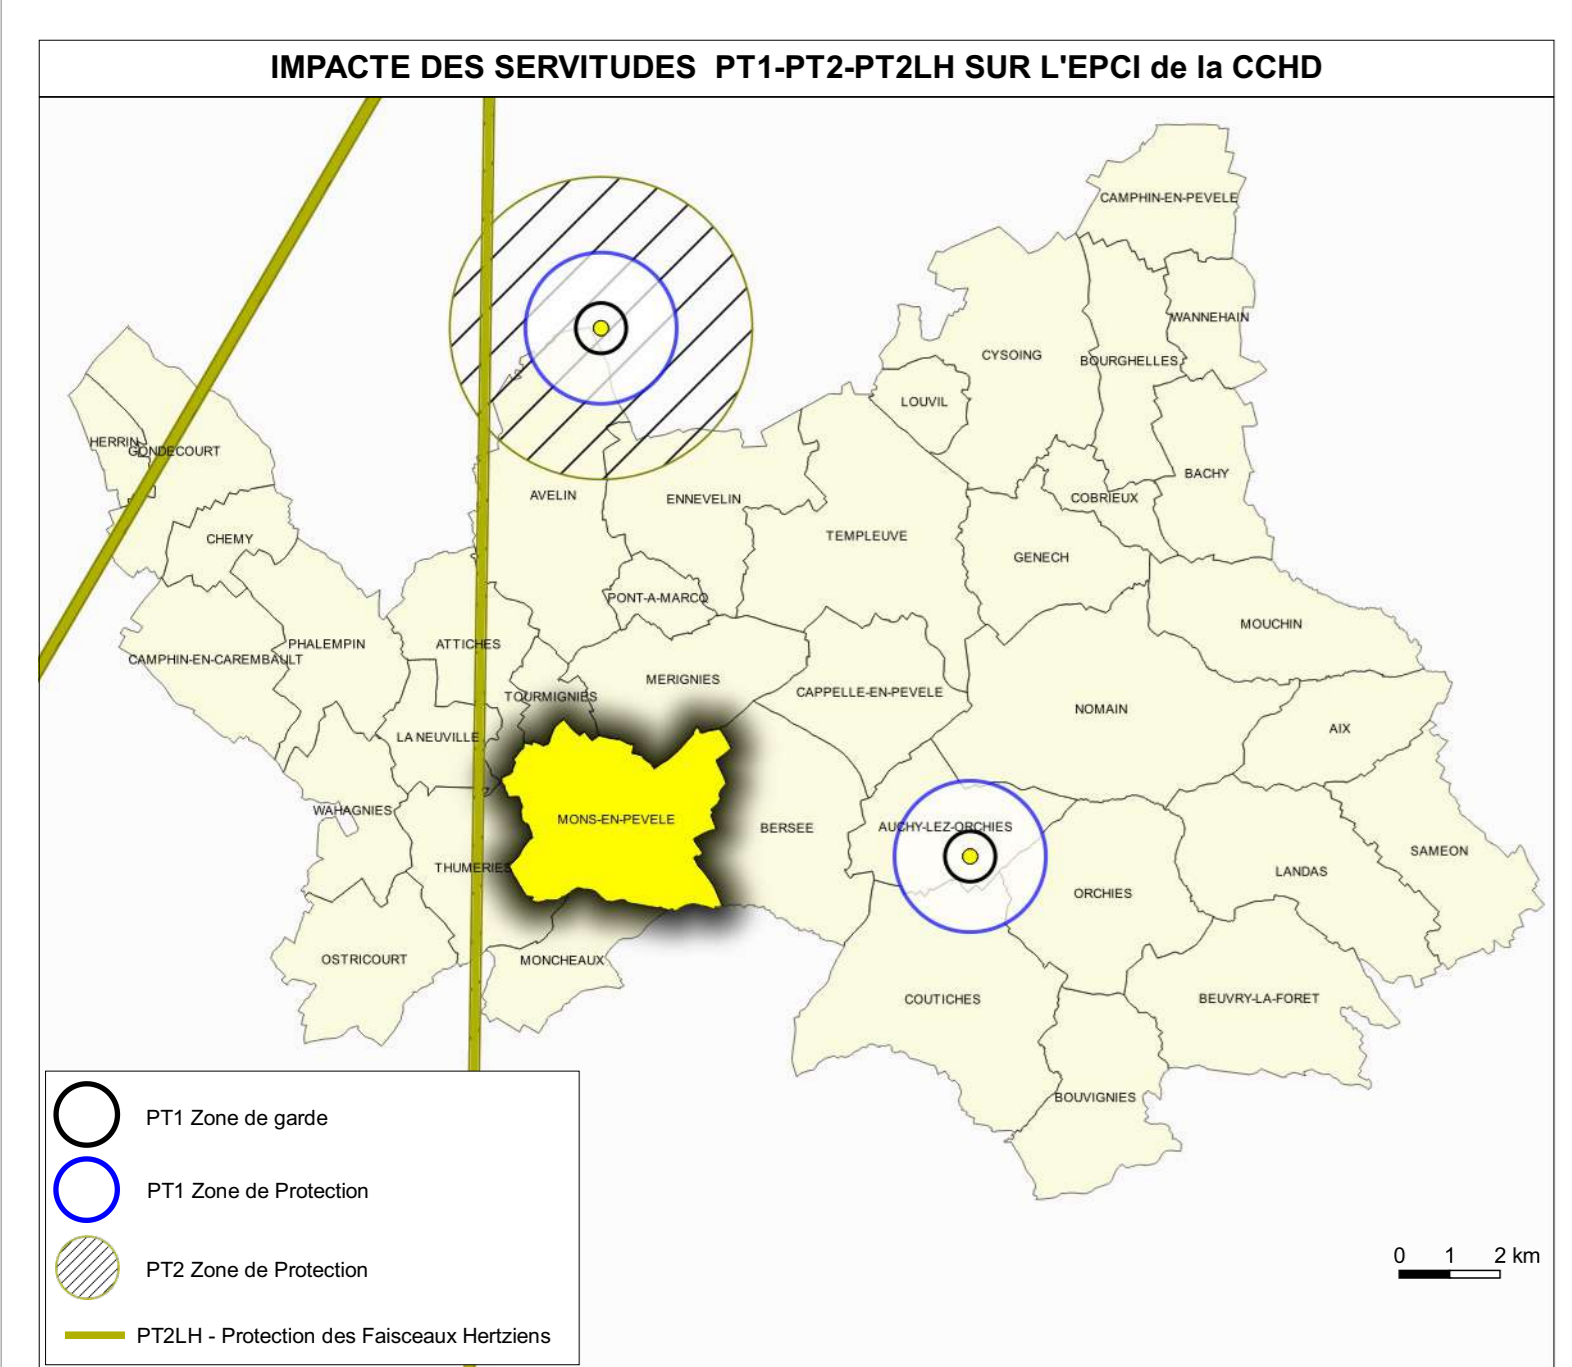 IMPACTE DES SERVITUDES PT1-PT2-PT2LH SUR L'EPCI de la CCHD
CAMPHIN-EN-PEVELE
WANNEHAIN
CYSOING
BOURGHELLES
LOUVIL
HERRIN
GONDECOURT
BACHY
AVELIN
ENNEVELIN
COBRIEUX
TEMPLEUVE
CHEMY
GENECH
PONT-A-MARCQ
MOUCHIN
PHALEMPIN
ATTICHES
CAMPHIN-EN-CAREMBAULT
MERIGNIES
CAPPELLE-EN-PEVELE
TOURMIGNIES
NOMAIN
AIX
LA NEUVILLE
WAHAGNIES
MONS-EN-PEVELE
BERSEE
AUCHY-LEZ-ORCHIES
SAMEON
THUMERIES
LANDAS
ORCHIES
OSTRICOURT
MONCHEAUX
COUTICHES
BEUVRY-LA-FORET
BOUVIGNIES
PT1 Zone de garde
PT1 Zone de Protection
PT2 Zone de Protection
PT2LH - Protection des Faisceaux Hertziens
0 1 2 km